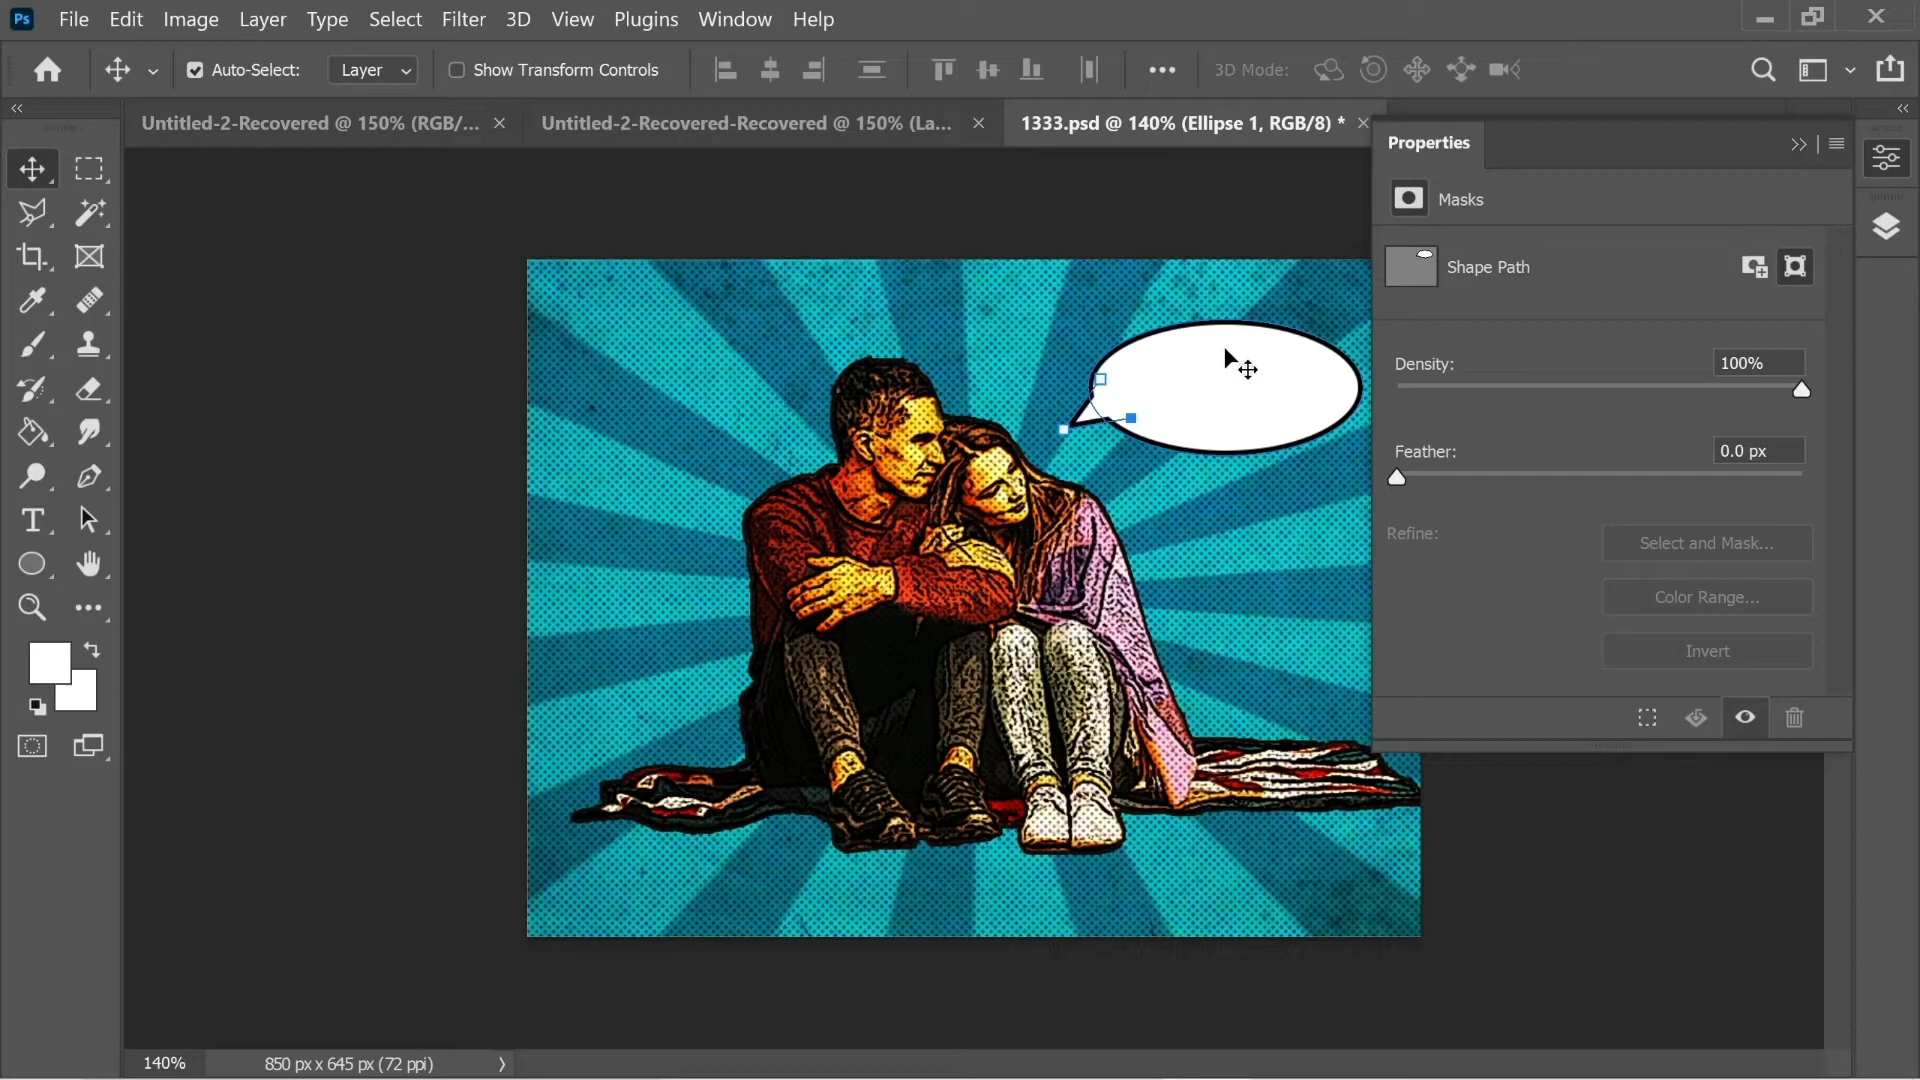 Ps File Edit Image Layer Type Select Filter 3D View Plugins Window Help
Auto-Select: Layer Show Transform Controls 3D Mode:
Untitled-2-Recovered @ 150% (RGB/... Untitled-2-Recovered-Recovered @ 150% (La... 1333.psd @ 140% (Ellipse 1, RGB/8) *
Properties
Masks
Shape Path
Density: 100%
Feather: 0.0 px
Refine:
Select and Mask...
Color Range...
Invert
140% 850 px x 645 px (72 ppi)